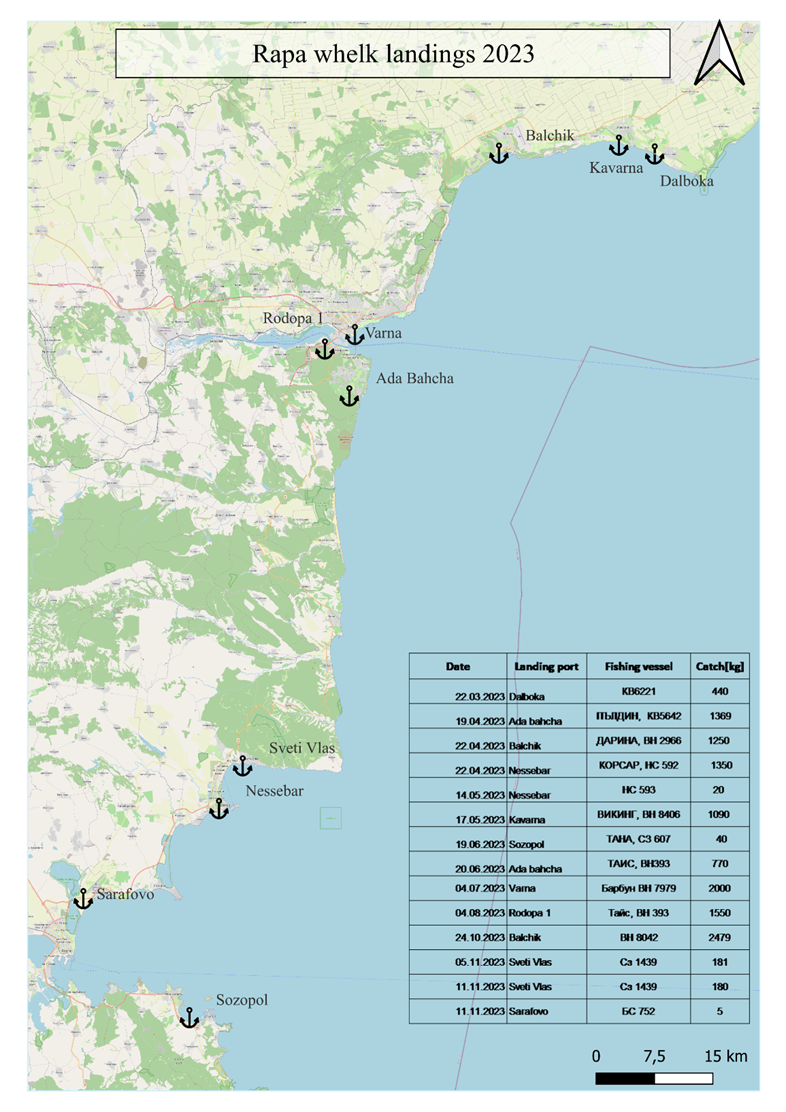 Rapa whelk landings 2023
Balchik
Kavarna
Dalboka
Rodopa 1
Varna
Ada Bahcha
Sveti Vlas
Nessebar
Sarafovo
Sozopol
Date Landing port Fishing vessel Catch[kg]
22.03.2023 Dalboka КВ6221 440
19.04.2023 Ada bahcha ПЪЛДИН, КВ5642 1369
22.04.2023 Balchik ДАРИНА, ВН 2966 1250
22.04.2023 Nessebar КОРСАР, НС 592 1350
14.05.2023 Nessebar НС 593 20
17.05.2023 Kavarna ВИКИНГ, ВН 8406 1090
19.06.2023 Sozopol ТАНА, СЗ 607 40
20.06.2023 Ada bahcha ТАИС, ВН393 770
04.07.2023 Varna Барбун ВН 7979 2000
04.08.2023 Rodopa 1 Тайс, ВН 393 1550
24.10.2023 Balchik ВН 8042 2479
05.11.2023 Sveti Vlas Сз 1439 181
11.11.2023 Sveti Vlas Сз 1439 180
11.11.2023 Sarafovo БС 752 5
0 7,5 15 km